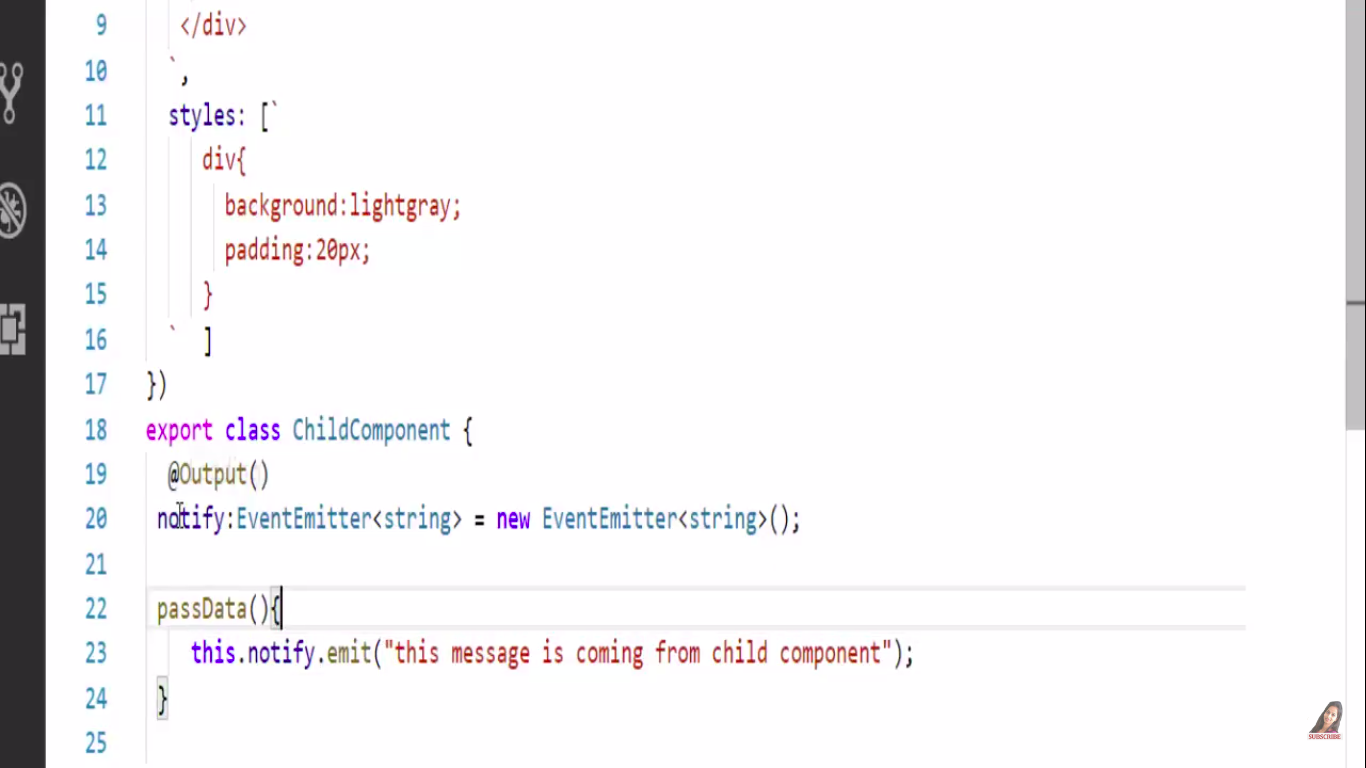 9 </div>
10 `,
11 styles: [`
12 div{
13 background:lightgray;
14 padding:20px;
15 }
16 ` ]
17 })
18 export class ChildComponent {
19 @Output()
20 notify:EventEmitter<string> = new EventEmitter<string>();
21
22 passData(){
23 this.notify.emit("this message is coming from child component");
24 }
25
SUBSCRIBE